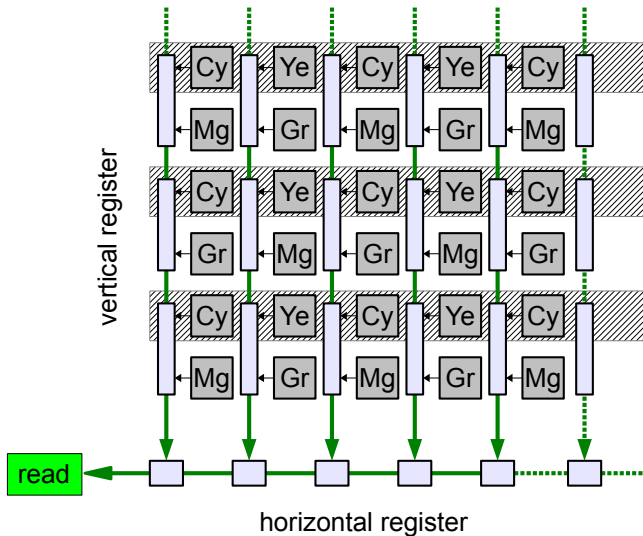 Cy Ye Cy Ye Cy
Mg Gr Mg Gr Mg
Cy Ye Cy Ye Cy
Gr Mg Gr Mg Gr
Cy Ye Cy Ye Cy
Mg Gr Mg Gr Mg
vertical register
read
horizontal register